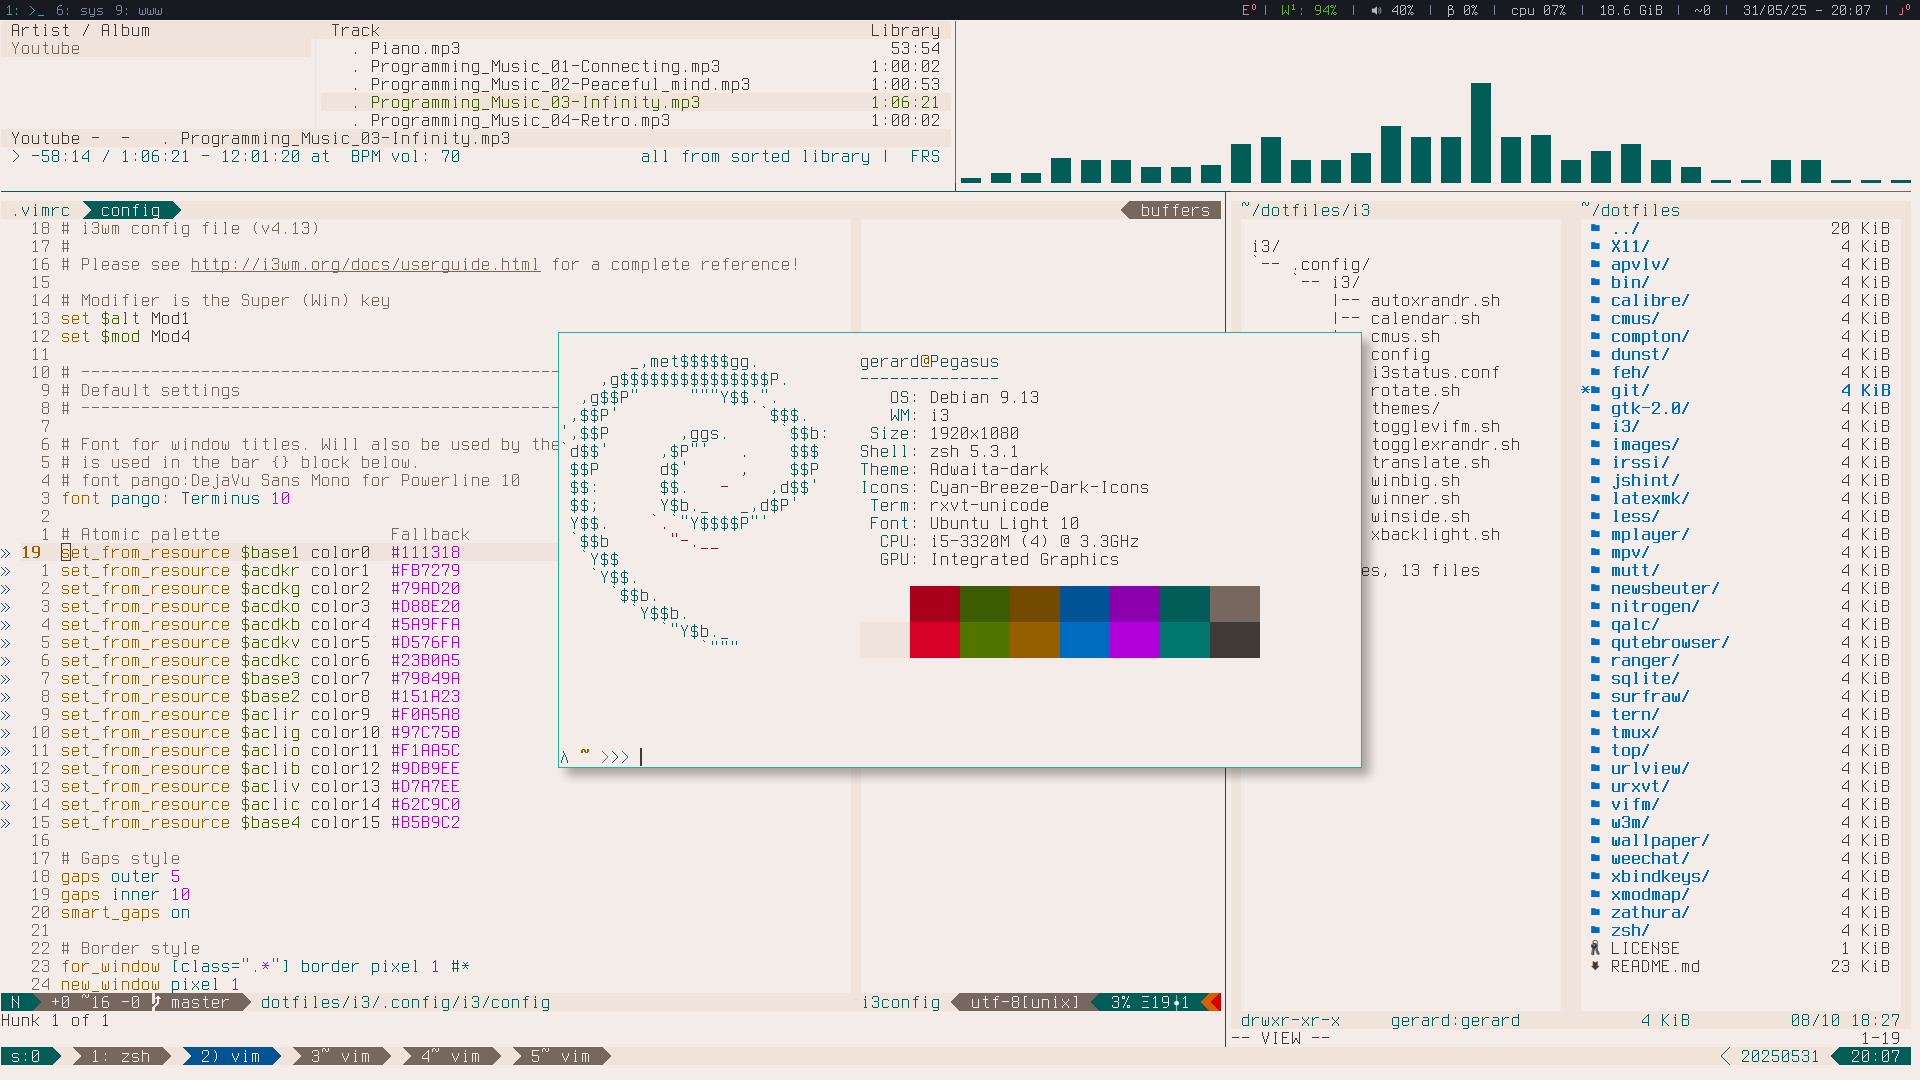 1: >_ 6: sys 9: www
E⁰ | W¹: 94% | 40% | β 0% | cpu 07% | 18.6 GiB | ~0 | 31/05/25 - 20:07 |
Artist / Album Track Library
Youtube . Piano.mp3 53:54
. Programming_Music_01-Connecting.mp3 1:00:02
. Programming_Music_02-Peaceful_mind.mp3 1:00:53
. Programming_Music_03-Infinity.mp3 1:06:21
. Programming_Music_04-Retro.mp3 1:00:02
Youtube - - . Programming_Music_03-Infinity.mp3
> -58:14 / 1:06:21 - 12:01:20 at BPM vol: 70 all from sorted library | FRS
.vimrc config buffers
18 # i3wm config file (v4.13)
17 #
16 # Please see http://i3wm.org/docs/userguide.html for a complete reference!
15
14 # Modifier is the Super (Win) key
13 set $alt Mod1
12 set $mod Mod4
11
10 # ------------------------------------------------
9 # Default settings
8 # ------------------------------------------------
7
6 # Font for window titles. Will also be used by the
5 # is used in the bar {} block below.
4 # font pango:DejaVu Sans Mono for Powerline 10
3 font pango: Terminus 10
2
1 # Atomic palette Fallback
» 19 set_from_resource $base1 color0 #111318
» 1 set_from_resource $acdkr color1 #FB7279
» 2 set_from_resource $acdkg color2 #79AD20
» 3 set_from_resource $acdko color3 #D88E20
» 4 set_from_resource $acdkb color4 #5A9FFA
» 5 set_from_resource $acdkv color5 #D576FA
» 6 set_from_resource $acdkc color6 #23B0A5
» 7 set_from_resource $base3 color7 #79849A
» 8 set_from_resource $base2 color8 #151A23
» 9 set_from_resource $aclir color9 #F0A5A8
» 10 set_from_resource $aclig color10 #97C75B
» 11 set_from_resource $aclio color11 #F1AA5C
» 12 set_from_resource $aclib color12 #9DB9EE
» 13 set_from_resource $acliv color13 #D7A7EE
» 14 set_from_resource $aclic color14 #62C9C0
» 15 set_from_resource $base4 color15 #B5B9C2
16
17 # Gaps style
18 gaps outer 5
19 gaps inner 10
20 smart_gaps on
21
22 # Border style
23 for_window [class=".*"] border pixel 1 #*
24 new_window pixel 1
N +0 ~16 -0 master dotfiles/i3/.config/i3/config i3config utf-8[unix] 3% Ξ19 1
Hunk 1 of 1
gerard@Pegasus
--------------
OS: Debian 9.13
WM: i3
Size: 1920x1080
Shell: zsh 5.3.1
Theme: Adwaita-dark
Icons: Cyan-Breeze-Dark-Icons
Term: rxvt-unicode
Font: Ubuntu Light 10
CPU: i5-3320M (4) @ 3.3GHz
GPU: Integrated Graphics
λ ~ >>>
~/dotfiles/i3
i3/
`-- .config/
`-- i3/
|-- autoxrandr.sh
|-- calendar.sh
cmus.sh
config
i3status.conf
rotate.sh
themes/
togglevifm.sh
togglexrandr.sh
translate.sh
winbig.sh
winner.sh
winside.sh
xbacklight.sh
es, 13 files
~/dotfiles
../ 20 KiB
X11/ 4 KiB
apvlv/ 4 KiB
bin/ 4 KiB
calibre/ 4 KiB
cmus/ 4 KiB
compton/ 4 KiB
dunst/ 4 KiB
feh/ 4 KiB
* git/ 4 KiB
gtk-2.0/ 4 KiB
i3/ 4 KiB
images/ 4 KiB
irssi/ 4 KiB
jshint/ 4 KiB
latexmk/ 4 KiB
less/ 4 KiB
mplayer/ 4 KiB
mpv/ 4 KiB
mutt/ 4 KiB
newsbeuter/ 4 KiB
nitrogen/ 4 KiB
qalc/ 4 KiB
qutebrowser/ 4 KiB
ranger/ 4 KiB
sqlite/ 4 KiB
surfraw/ 4 KiB
tern/ 4 KiB
tmux/ 4 KiB
top/ 4 KiB
urlview/ 4 KiB
urxvt/ 4 KiB
vifm/ 4 KiB
w3m/ 4 KiB
wallpaper/ 4 KiB
weechat/ 4 KiB
xbindkeys/ 4 KiB
xmodmap/ 4 KiB
zathura/ 4 KiB
zsh/ 4 KiB
LICENSE 1 KiB
README.md 23 KiB
drwxr-xr-x gerard:gerard 4 KiB 08/10 18:27
-- VIEW -- 1-19
s:0 1: zsh 2) vim 3~ vim 4~ vim 5~ vim 20250531 20:07